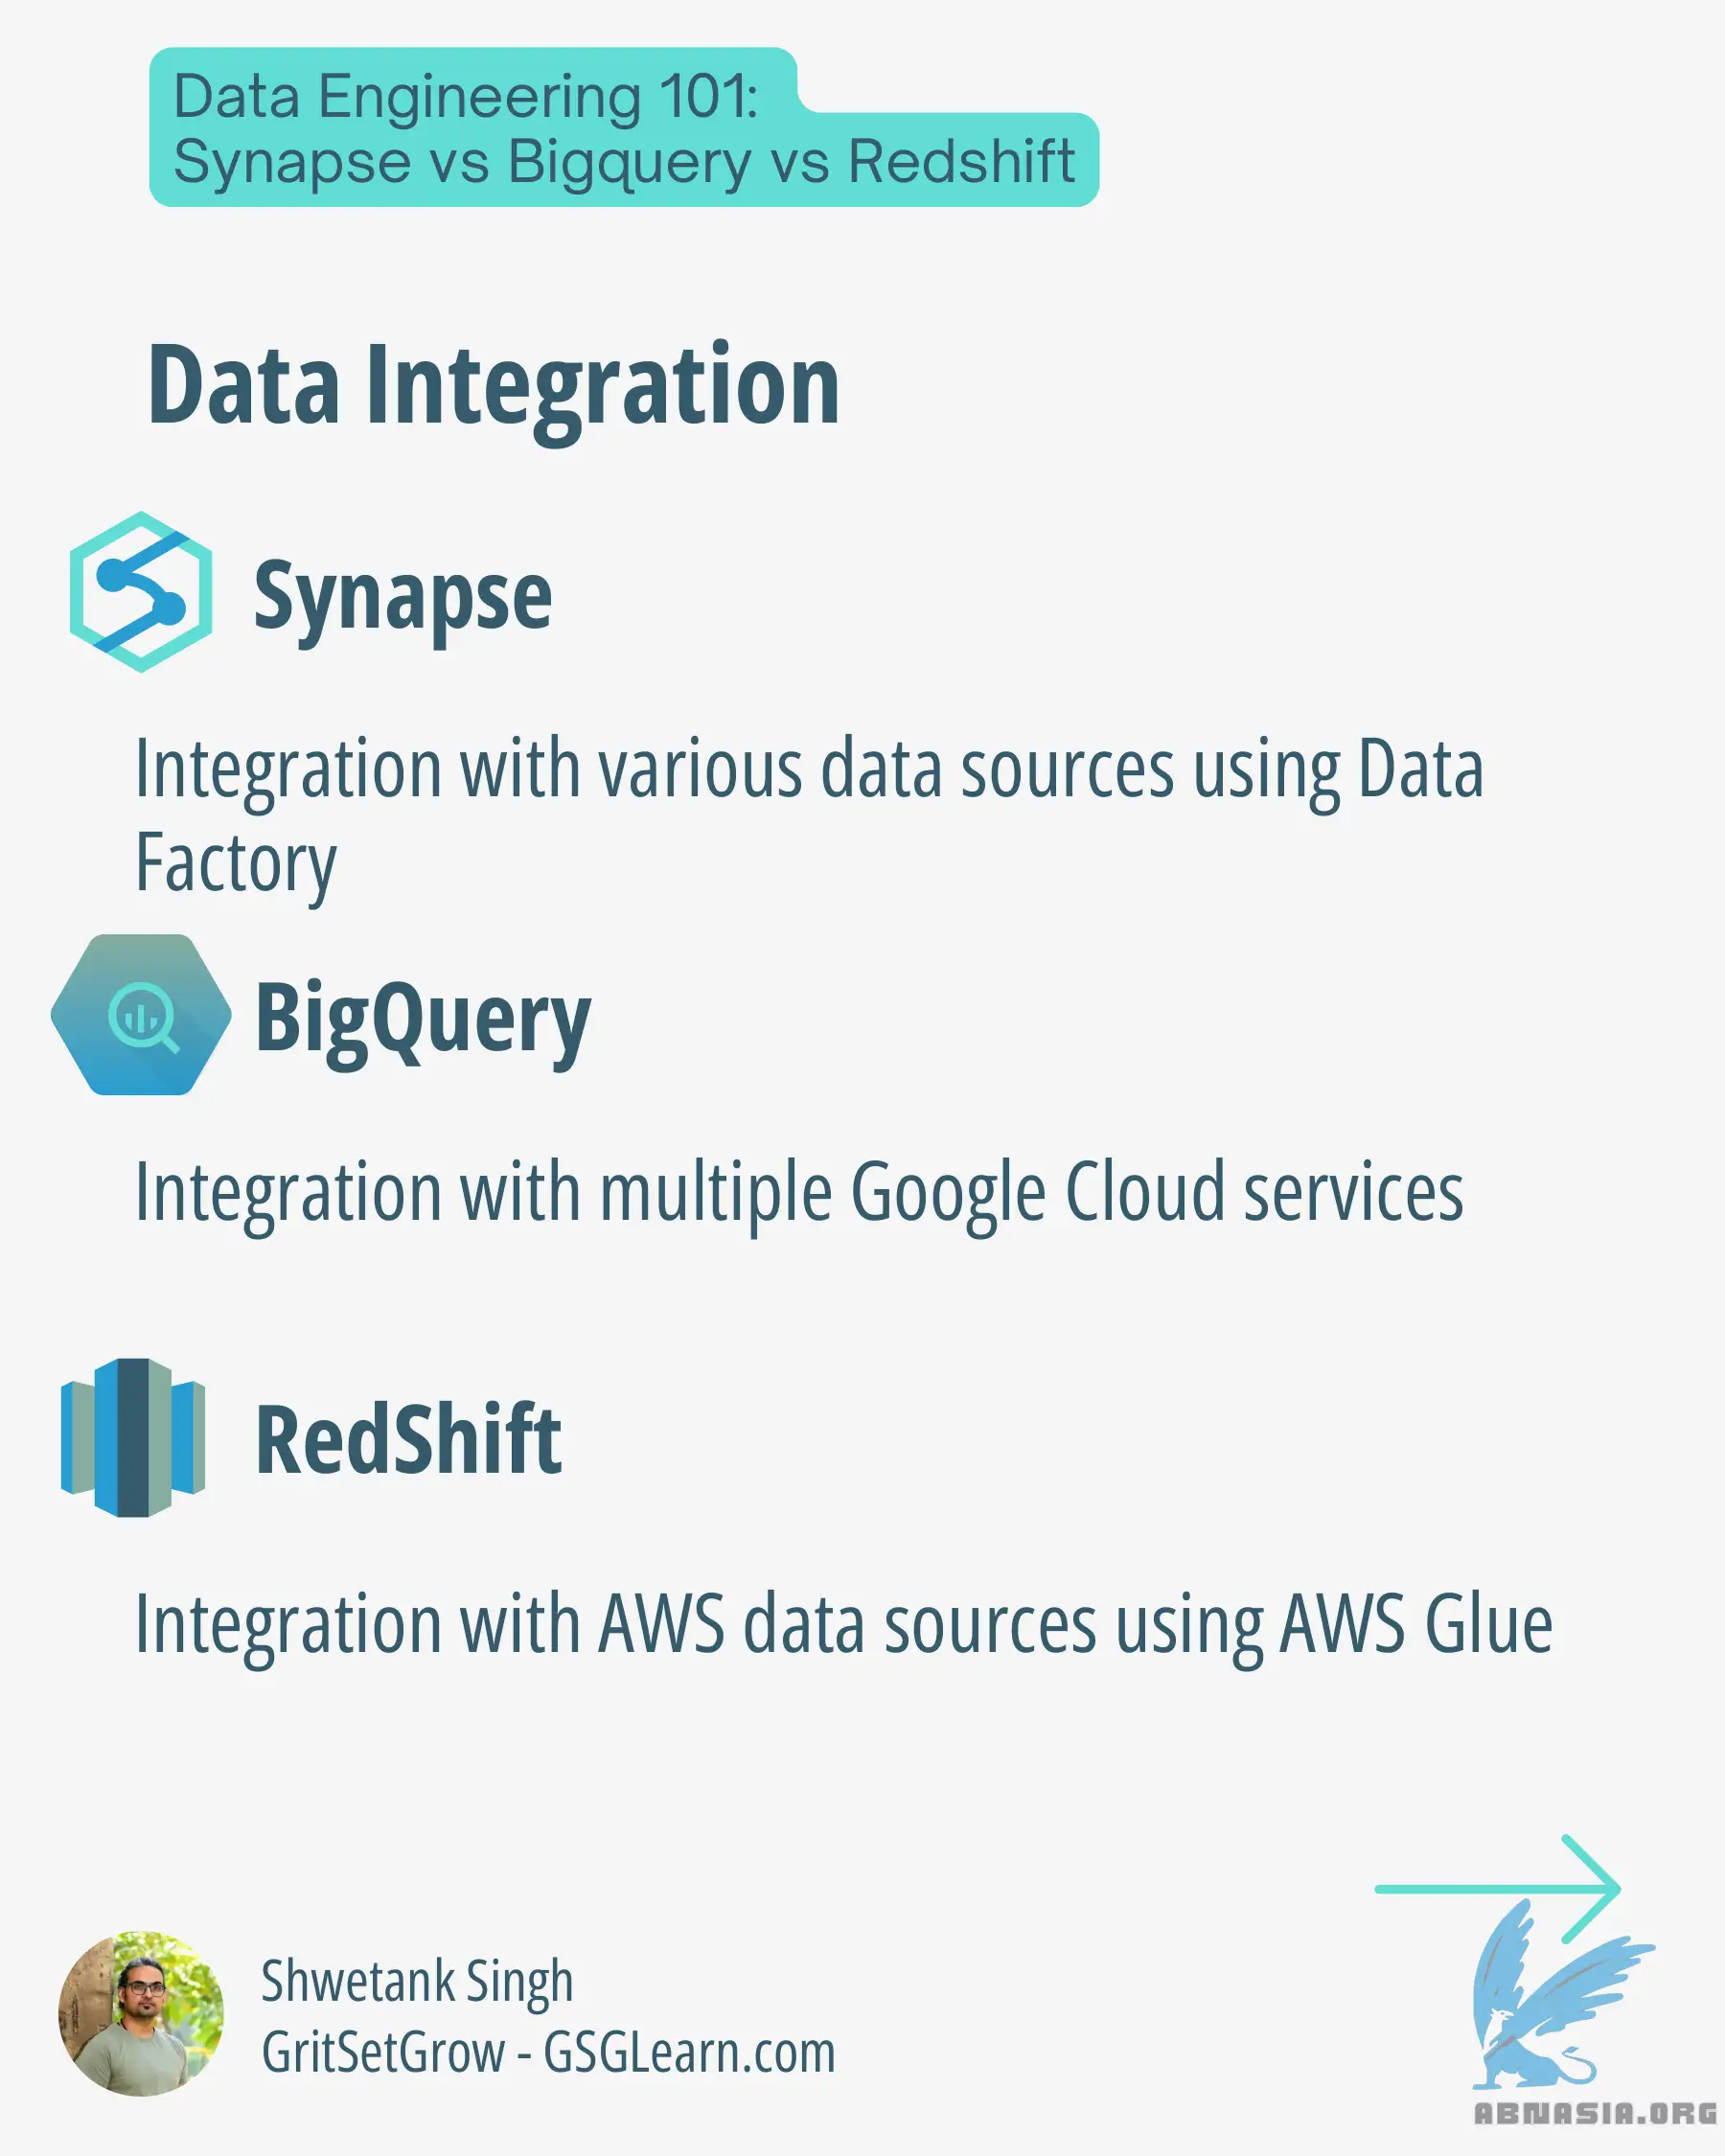 Data Engineering 101:
Synapse vs Bigquery vs Redshift
Data Integration
Synapse
Integration with various data sources using Data
Factory
BigQuery
Integration with multiple Google Cloud services
RedShift
Integration with AWS data sources using AWS Glue
Shwetank Singh
GritSetGrow - GSGLearn.com
ABNASIA.ORG